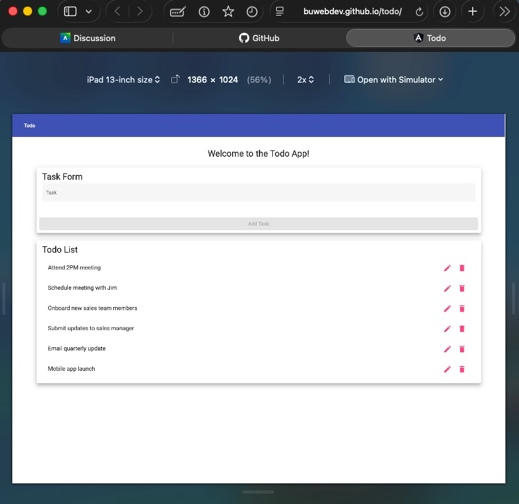 buwebdev.github.io/todo/
Discussion
GitHub
Todo
iPad 13-inch size
1366 × 1024 (56%)
2x
Open with Simulator
Todo
Welcome to the Todo App!
Task Form
Task
Add Task
Todo List
Attend 2PM meeting
Schedule meeting with Jim
Onboard new sales team members
Submit updates to sales manager
Email quarterly update
Mobile app launch